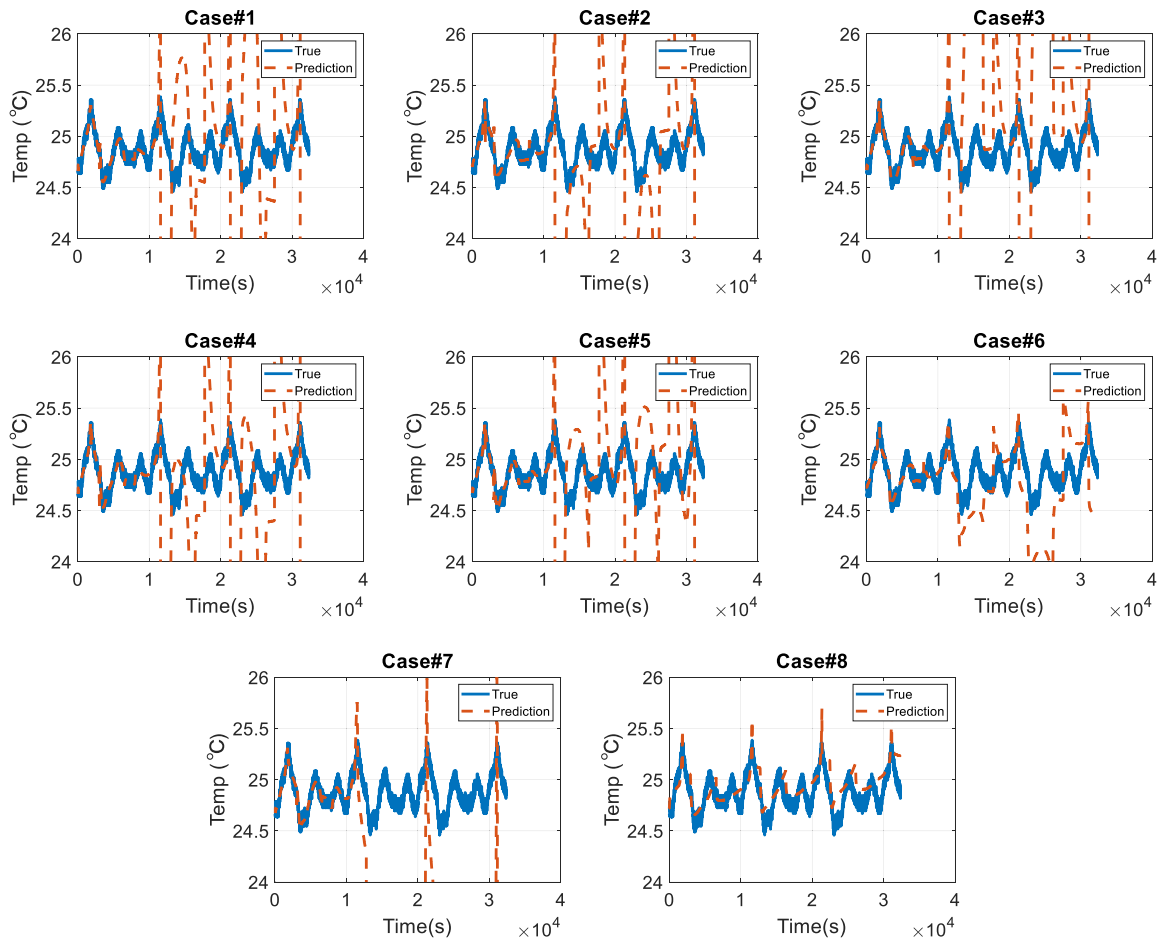 Case#1 Case#2 Case#3
26 True Prediction 26 True Prediction 26 True Prediction
25.5 25.5 25.5
Temp (°C) 25 Temp (°C) 25 Temp (°C) 25
24.5 24.5 24.5
24 24 24
0 1 2 3 4 0 1 2 3 4 0 1 2 3 4
Time(s) ×10⁴ Time(s) ×10⁴ Time(s) ×10⁴
Case#4 Case#5 Case#6
26 True Prediction 26 True Prediction 26 True Prediction
25.5 25.5 25.5
Temp (°C) 25 Temp (°C) 25 Temp (°C) 25
24.5 24.5 24.5
24 24 24
0 1 2 3 4 0 1 2 3 4 0 1 2 3 4
Time(s) ×10⁴ Time(s) ×10⁴ Time(s) ×10⁴
Case#7 Case#8
26 True Prediction 26 True Prediction
25.5 25.5
Temp (°C) 25 Temp (°C) 25
24.5 24.5
24 24
0 1 2 3 4 0 1 2 3 4
Time(s) ×10⁴ Time(s) ×10⁴